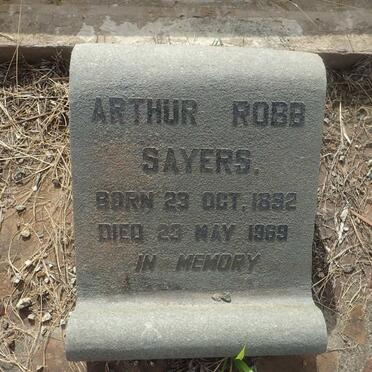 ARTHUR ROBB
SAYERS.
BORN 23 OCT. 1892
DIED 23 MAY 1969
IN MEMORY